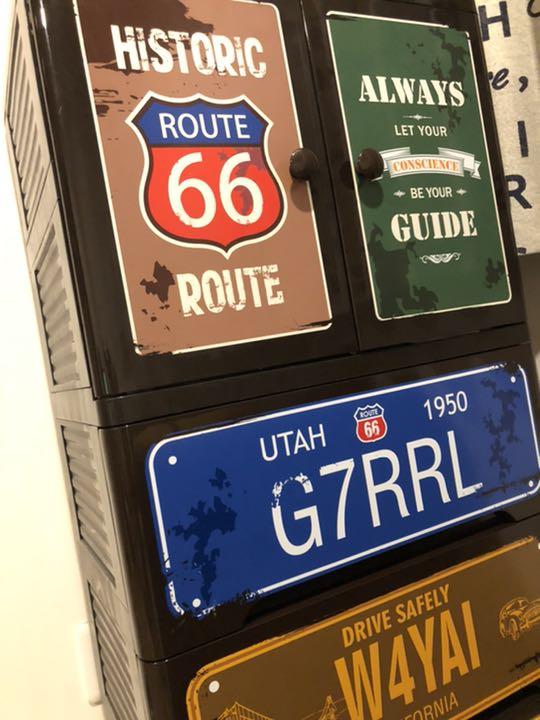 HISTORIC
ROUTE
66
ROUTE
ALWAYS
LET YOUR
CONSCIENCE
BE YOUR
GUIDE
UTAH
ROUTE
66
1950
G7RRL
DRIVE SAFELY
W4YAI
H
e,
I
R